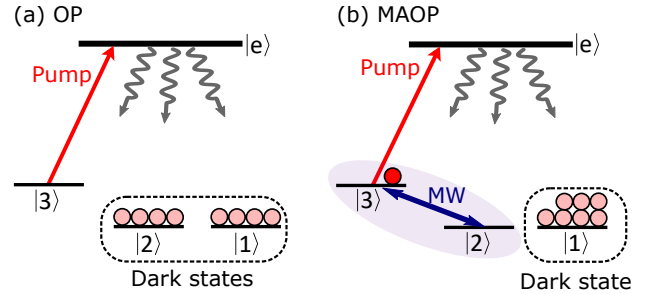 (a) OP
|e⟩
Pump
|3⟩
|2⟩
|1⟩
Dark states
(b) MAOP
|e⟩
Pump
MW
|3⟩
|2⟩
|1⟩
Dark state